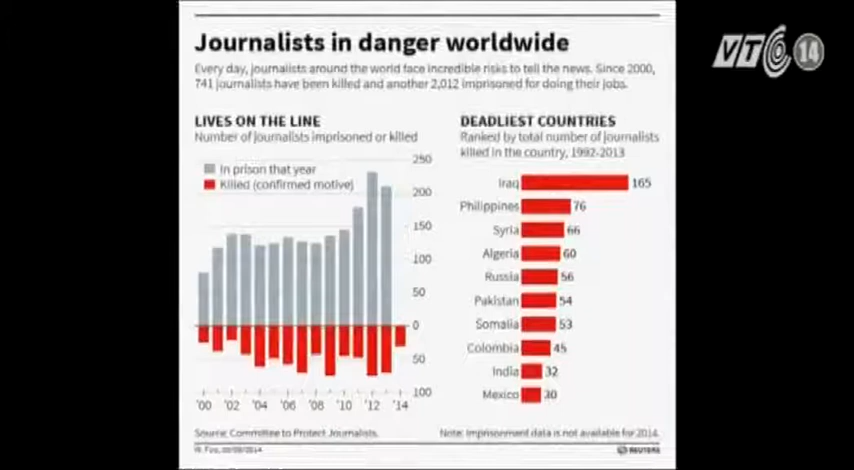 Journalists in danger worldwide
VTC 14
Every day, journalists around the world face incredible risks to tell the news. Since 2000,
741 journalists have been killed and another 2,012 imprisoned for doing their jobs.
LIVES ON THE LINE
Number of journalists imprisoned or killed
In prison that year
Killed (confirmed motive)
250
200
150
100
50
0
50
100
'00 '02 '04 '06 '08 '10 '12 '14
DEADLIEST COUNTRIES
Ranked by total number of journalists
killed in the country, 1992-2013
Iraq 165
Philippines 76
Syria 66
Algeria 60
Russia 56
Pakistan 54
Somalia 53
Colombia 45
India 32
Mexico 30
Source: Committee to Protect Journalists.
Note: Imprisonment data is not available for 2014.
REUTERS